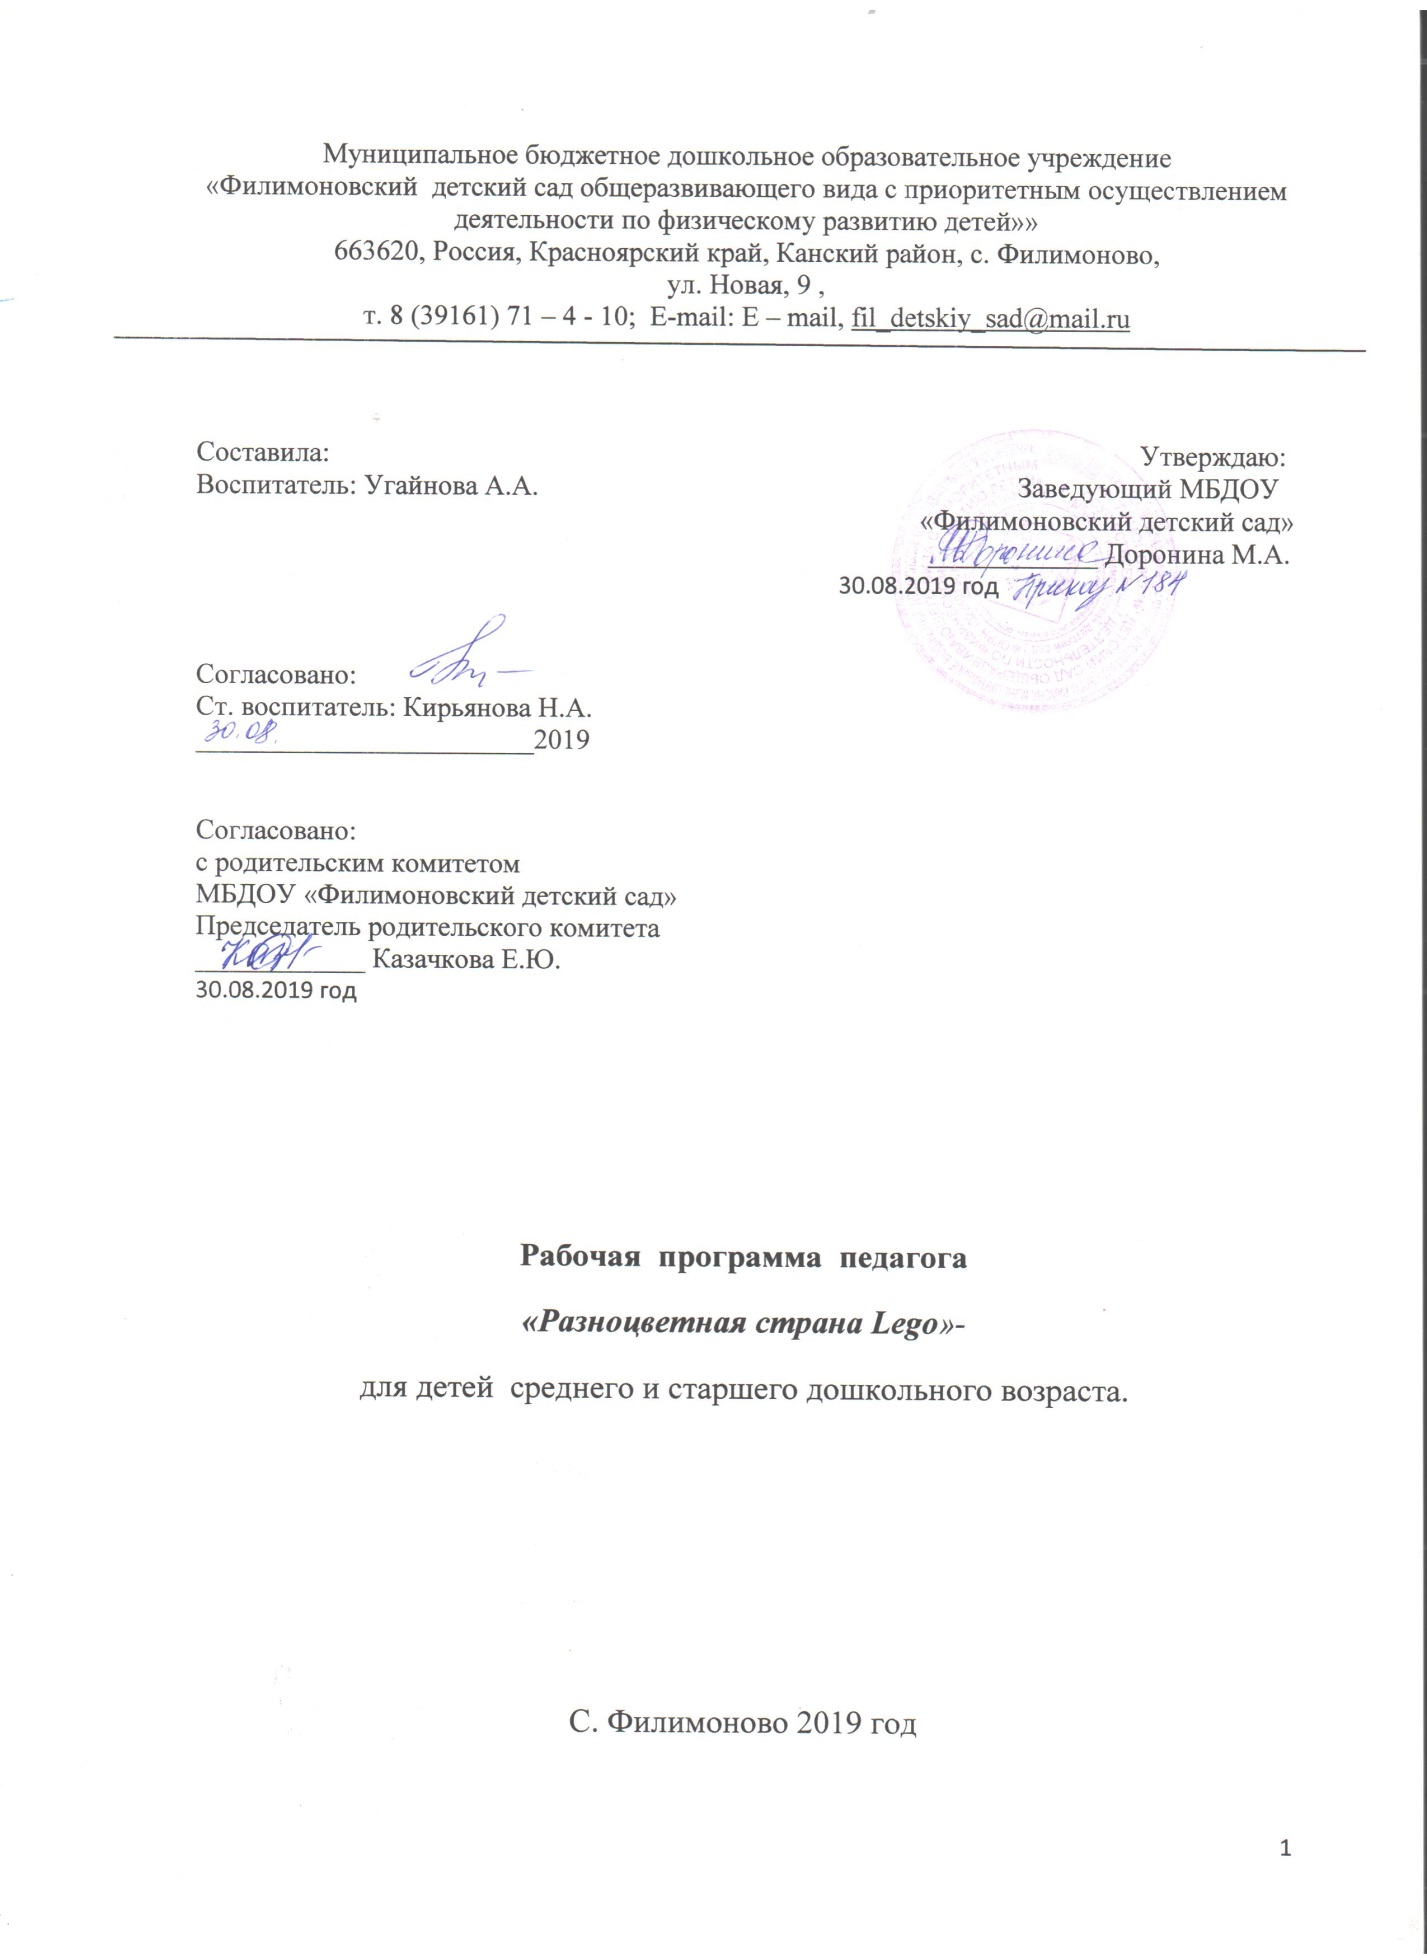 Муниципальное бюджетное дошкольное образовательное учреждение
«Филимоновский детский сад общеразвивающего вида с приоритетным осуществлением
деятельности по физическому развитию детей»»
663620, Россия, Красноярский край, Канский район, с. Филимоново,
ул. Новая, 9 ,
т. 8 (39161) 71 – 4 - 10; E-mail: E – mail, fil_detskiy_sad@mail.ru
Составила:
Воспитатель: Угайнова А.А.
Утверждаю:
Заведующий МБДОУ
«Филимоновский детский сад»
____________ Доронина М.А.
30.08.2019 год Приказ №184
Согласовано:
Ст. воспитатель: Кирьянова Н.А.
30.08. 2019
Согласовано:
с родительским комитетом
МБДОУ «Филимоновский детский сад»
Председатель родительского комитета
____________ Казачкова Е.Ю.
30.08.2019 год
Рабочая программа педагога
«Разноцветная страна Lego»-
для детей среднего и старшего дошкольного возраста.
С. Филимоново 2019 год
1